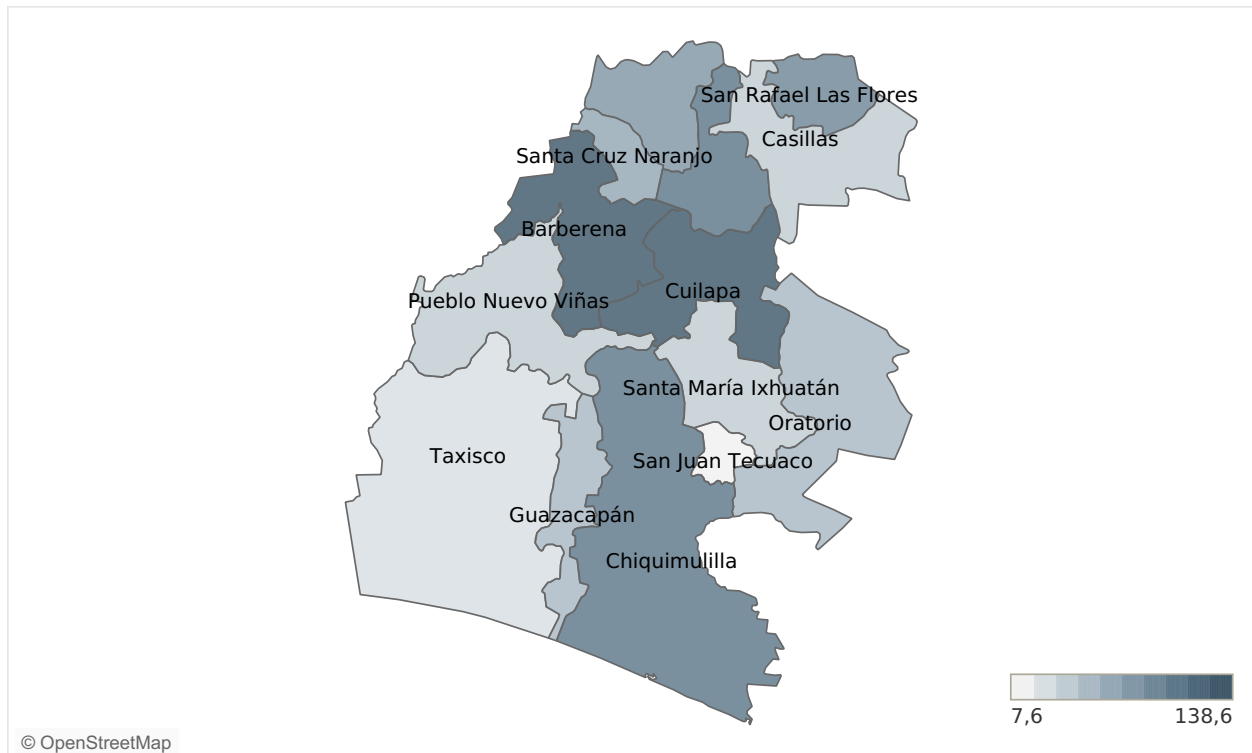 San Rafael Las Flores
Casillas
Santa Cruz Naranjo
Barberena
Cuilapa
Pueblo Nuevo Viñas
Santa María Ixhuatán
Oratorio
Taxisco
San Juan Tecuaco
Guazacapán
Chiquimulilla
7,6
138,6
© OpenStreetMap